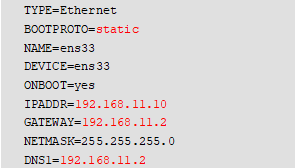 TYPE=Ethernet
BOOTPROTO=static
NAME=ens33
DEVICE=ens33
ONBOOT=yes
IPADDR=192.168.11.10
GATEWAY=192.168.11.2
NETMASK=255.255.255.0
DNS1=192.168.11.2